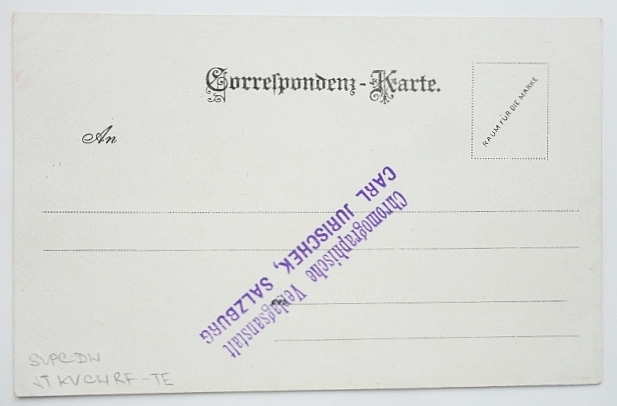 Correspondenz-Karte.
RAUM FÜR DIE MARKE
An
Chromographische Verlagsanstalt
CARL JURISCHEK, SALZBURG